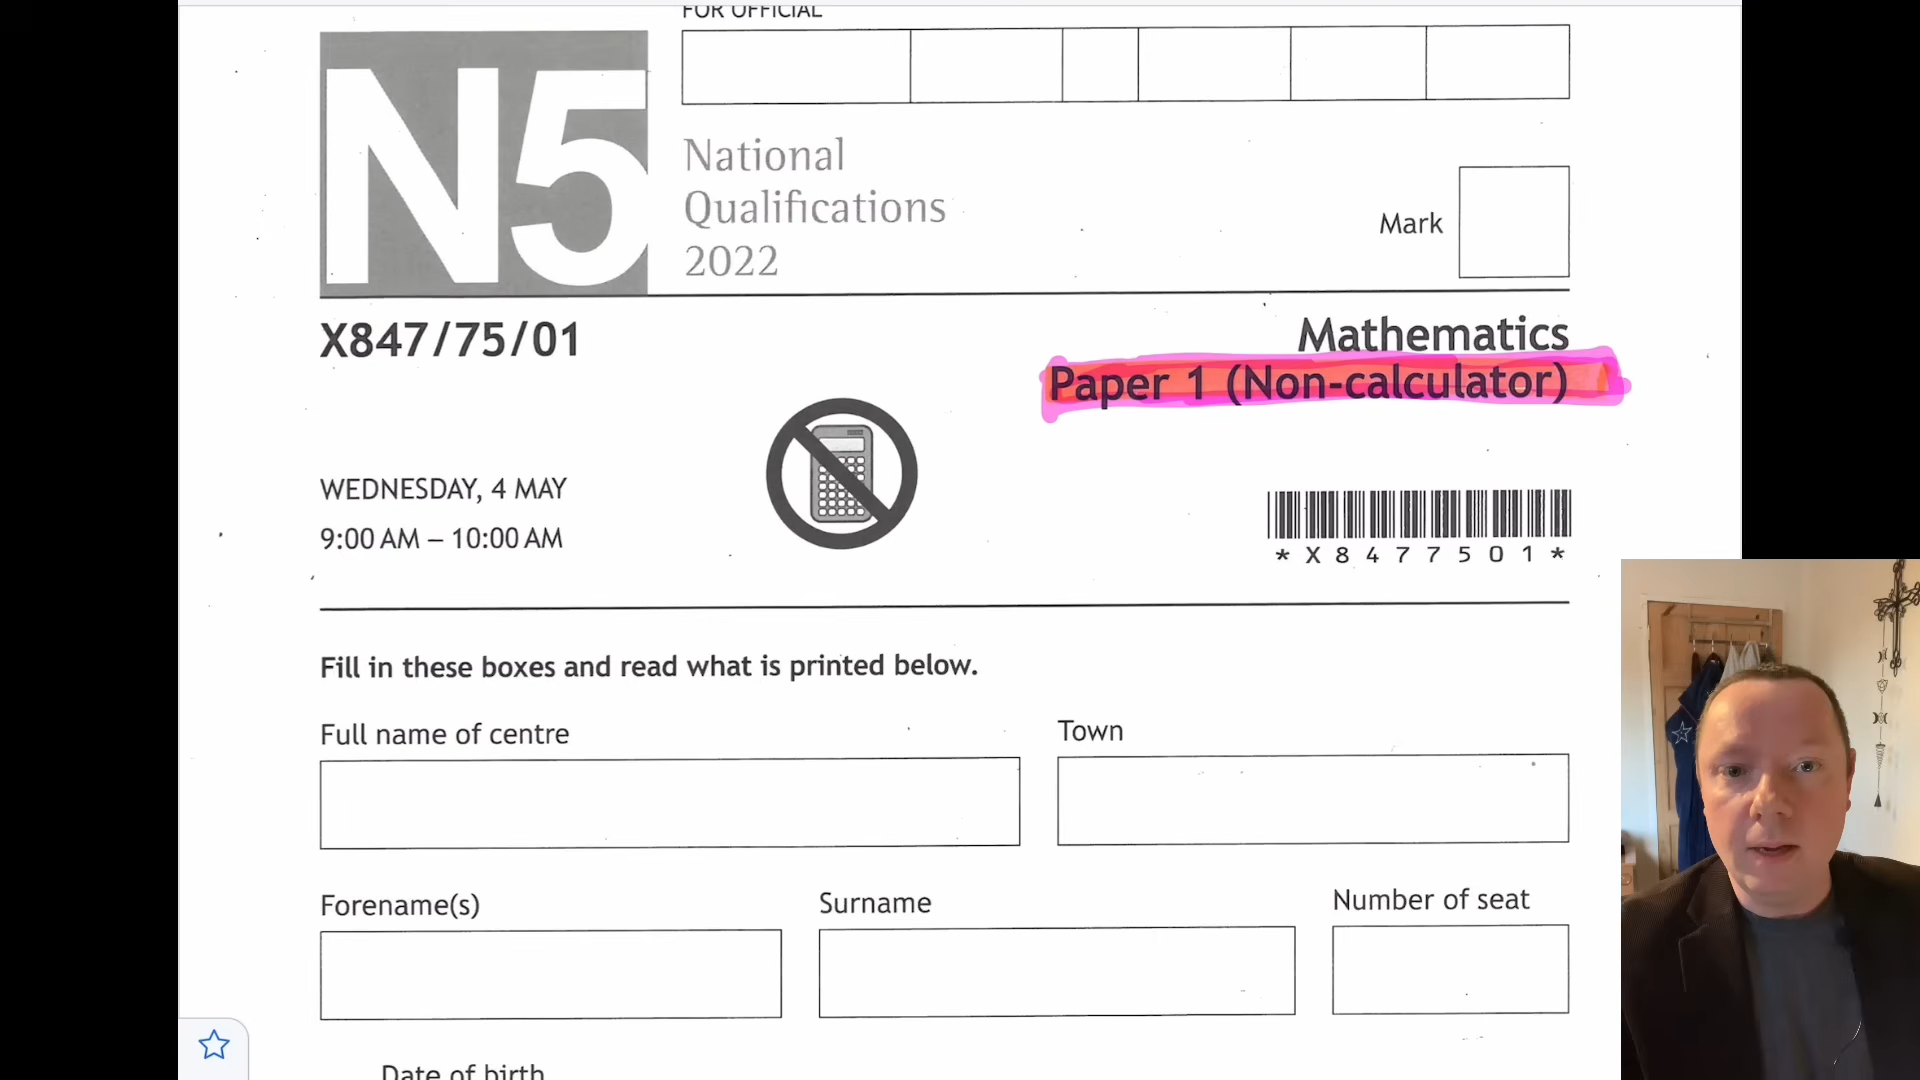 FOR OFFICIAL
N5
National
Qualifications
2022
Mark
X847/75/01
Mathematics
Paper 1 (Non-calculator)
WEDNESDAY, 4 MAY
9:00 AM – 10:00 AM
*X8477501*
Fill in these boxes and read what is printed below.
Full name of centre
Town
Forename(s)
Surname
Number of seat
Date of birth